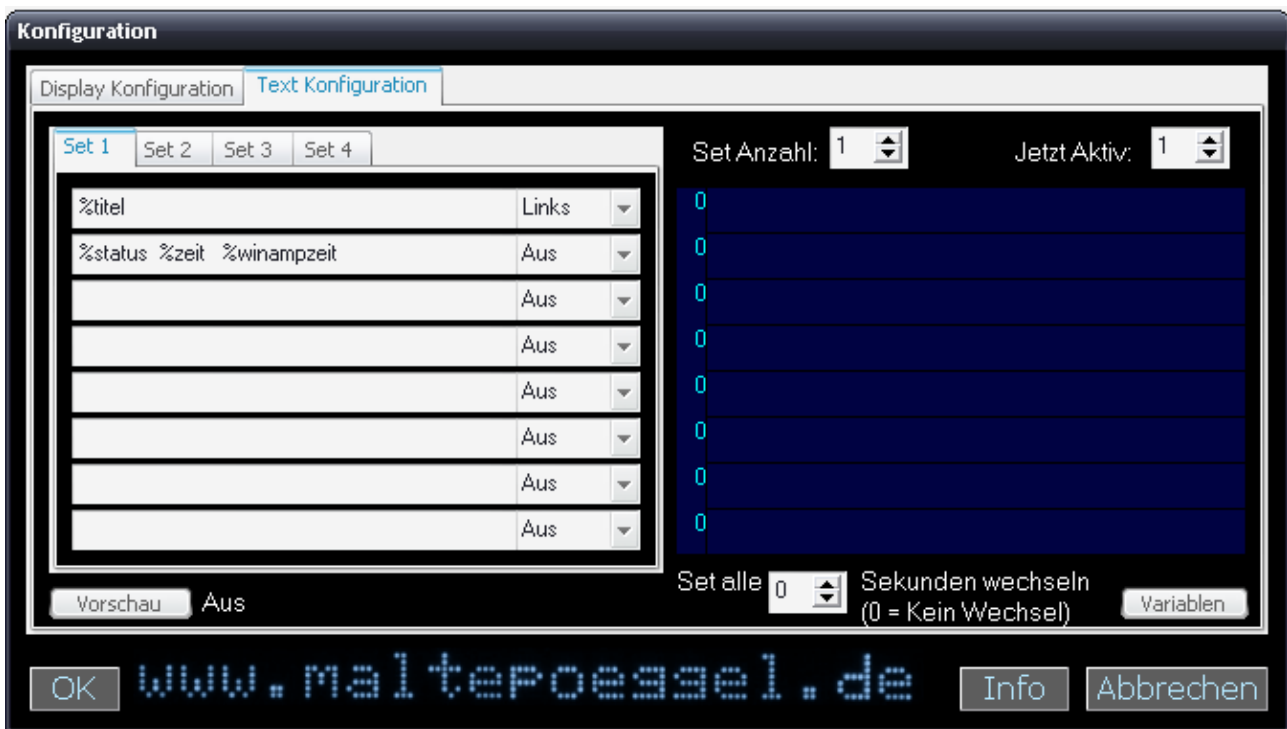 Konfiguration
Display Konfiguration Text Konfiguration
Set 1 Set 2 Set 3 Set 4
Set Anzahl: 1 Jetzt Aktiv: 1
%titel Links
%status %zeit %winampzeit Aus
Aus
Aus
Aus
Aus
Aus
Aus
0
0
0
0
0
0
0
0
Vorschau Aus
Set alle 0 Sekunden wechseln
(0 = Kein Wechsel)
Variablen
OK www.maltepoeggel.de Info Abbrechen